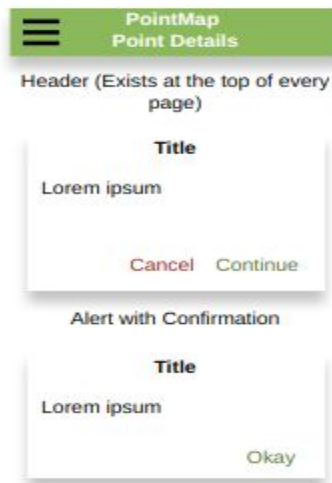 PointMap
Point Details
Header (Exists at the top of every
page)
Title
Lorem ipsum
Cancel Continue
Alert with Confirmation
Title
Lorem ipsum
Okay